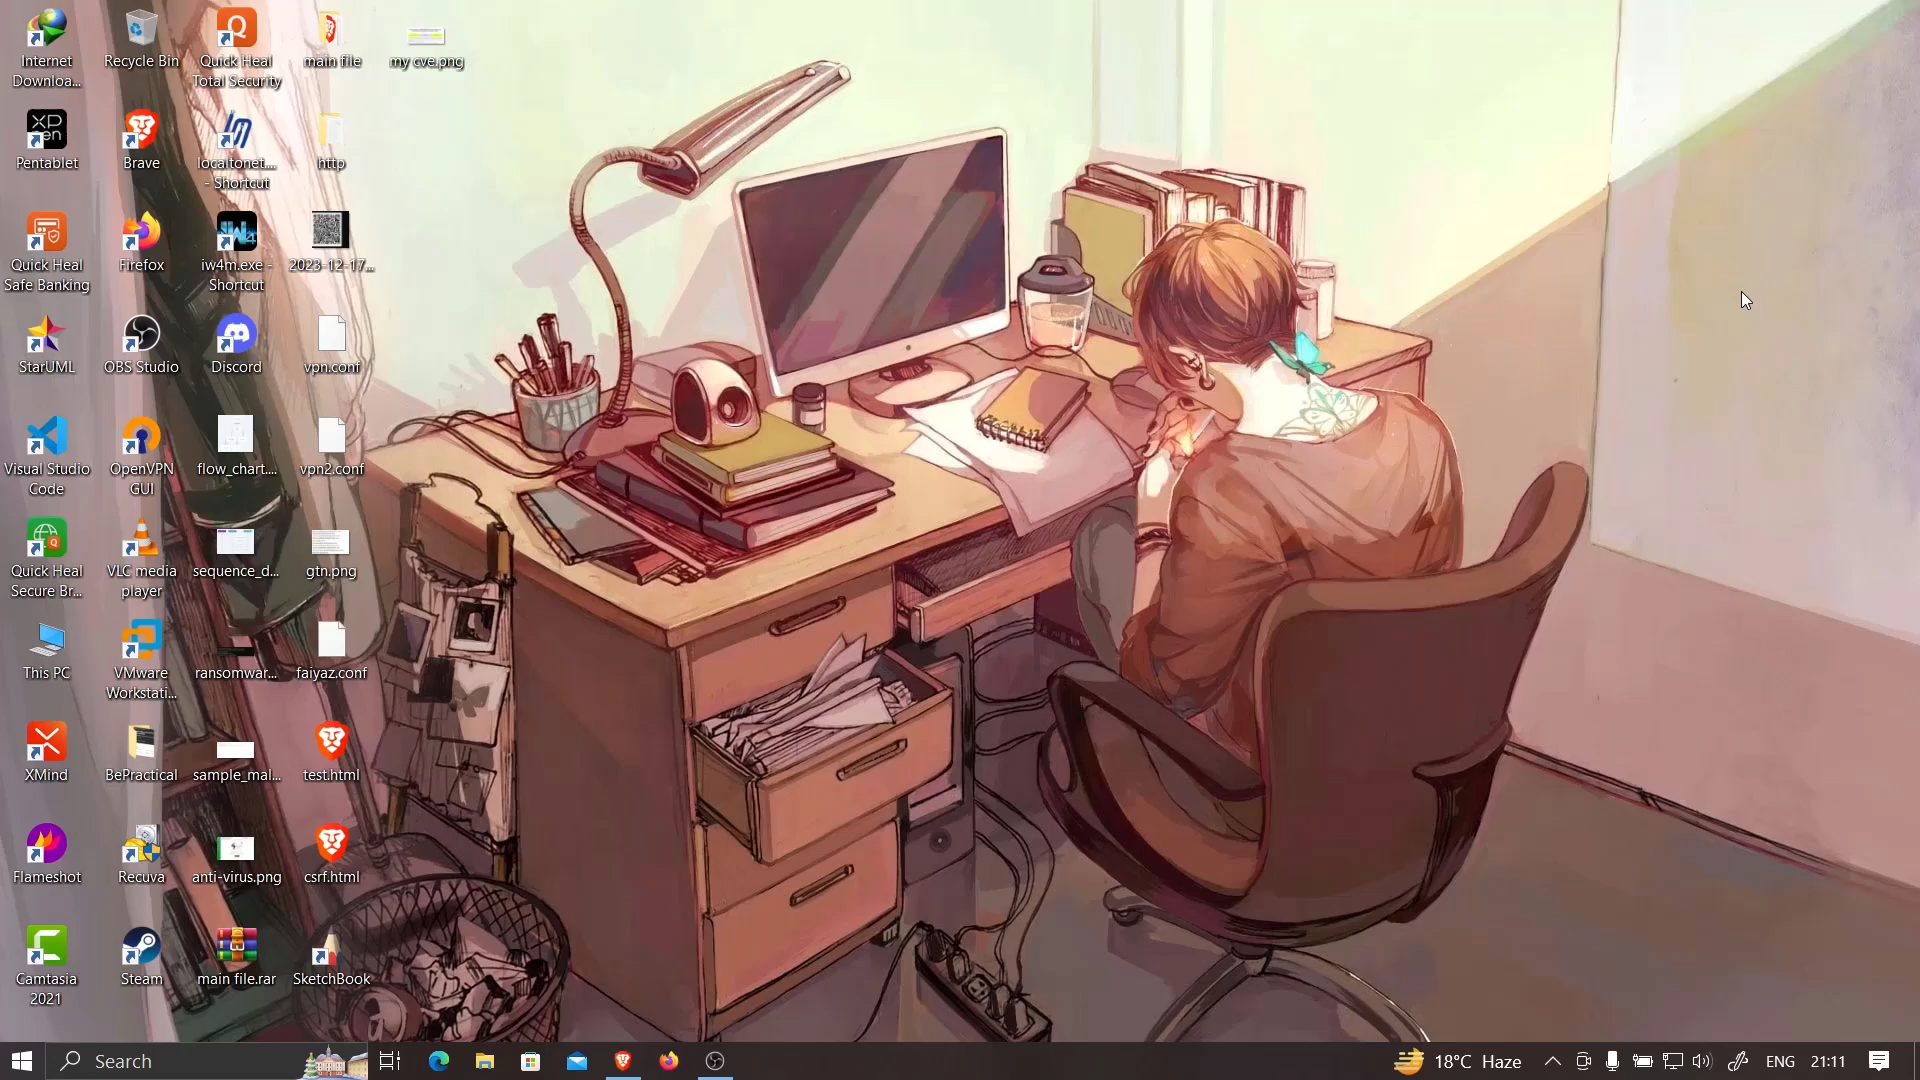 Internet
Downloa...
Recycle Bin
Quick Heal
Total Security
main file
my cve.png
XP
Pen
Pentablet
Brave
localtonet....
- Shortcut
http
Quick Heal
Safe Banking
Firefox
iw4m.exe -
Shortcut
2023-12-17...
StarUML
OBS Studio
Discord
vpn.conf
Visual Studio
Code
OpenVPN
GUI
flow_chart....
vpn2.conf
Quick Heal
Secure Br...
VLC media
player
sequence_d...
gtn.png
This PC
VMware
Workstati...
ransomwar...
faiyaz.conf
XMind
BePractical
sample_mal...
test.html
Flameshot
Recuva
anti-virus.png
csrf.html
Camtasia
2021
Steam
main file.rar
SketchBook
Search
18°C Haze
ENG
21:11